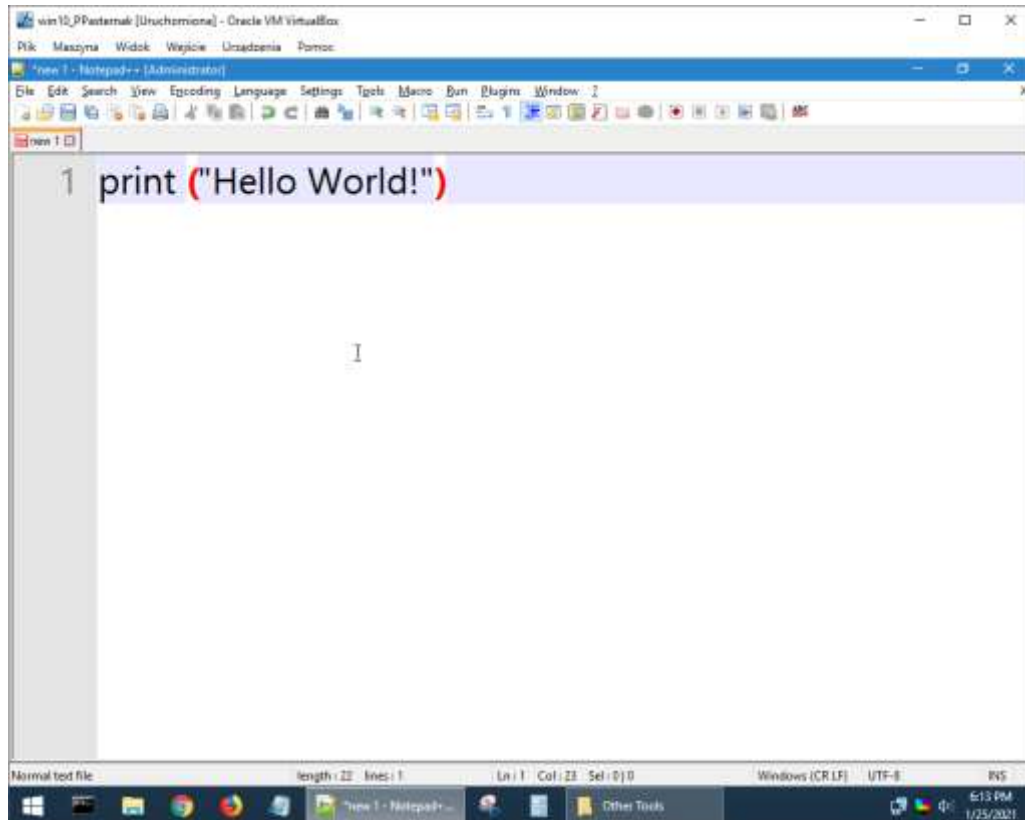 win10_PPasternak [Uruchomiona] - Oracle VM VirtualBox
Plik Maszyna Widok Wejście Urządzenia Pomoc
*new 1 - Notepad++ [Administrator]
File Edit Search View Encoding Language Settings Tools Macro Run Plugins Window ?
X
new 1
1 print ("Hello World!")
Normal text file length : 22 lines : 1 Ln : 1 Col : 23 Sel : 0 | 0 Windows (CR LF) UTF-8 INS
*new 1 - Notepad+... Other Tools 6:13 PM
1/25/2021